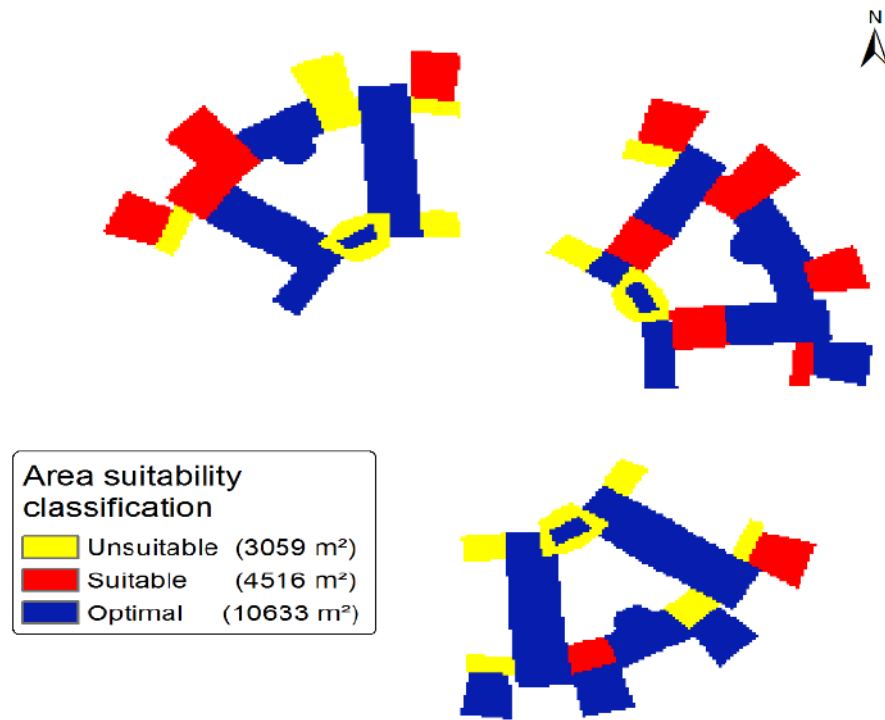 N
Area suitability
classification
Unsuitable (3059 m²)
Suitable (4516 m²)
Optimal (10633 m²)